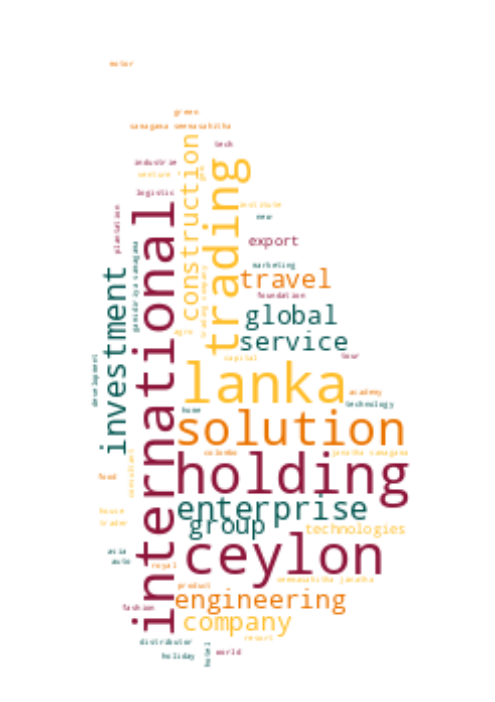 motor
green
samagama seemasahitha
tech
construction
industrie
trading
venture
logistic
institute
international
new
plantation
export
gamidiriya samagama
marketing
investment
travel
trading company
foundation
global
agro
service
capital
tour
development
lanka
academy
technology
home
solution
colombo
janatha samagama
holding
food
consultant
enterprise
house
group
trader
technologies
ceylon
asia
auto
royal
seemasahitha janatha
product
engineering
fashion
company
distributor
resort
holiday
hotel
world